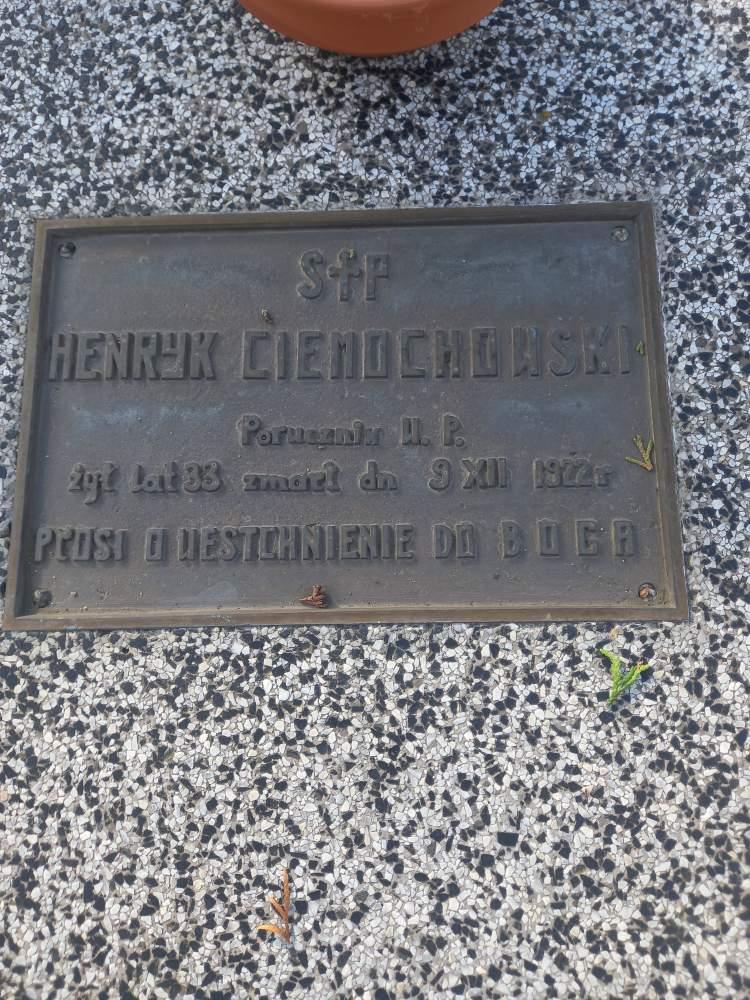 S†P
HENRYK CIEMOCHOWSKI
Porucznik W. P.
żył lat 33 zmarł dn 9 XII 1922 r
PROSI O WESTCHNIENIE DO BOGA